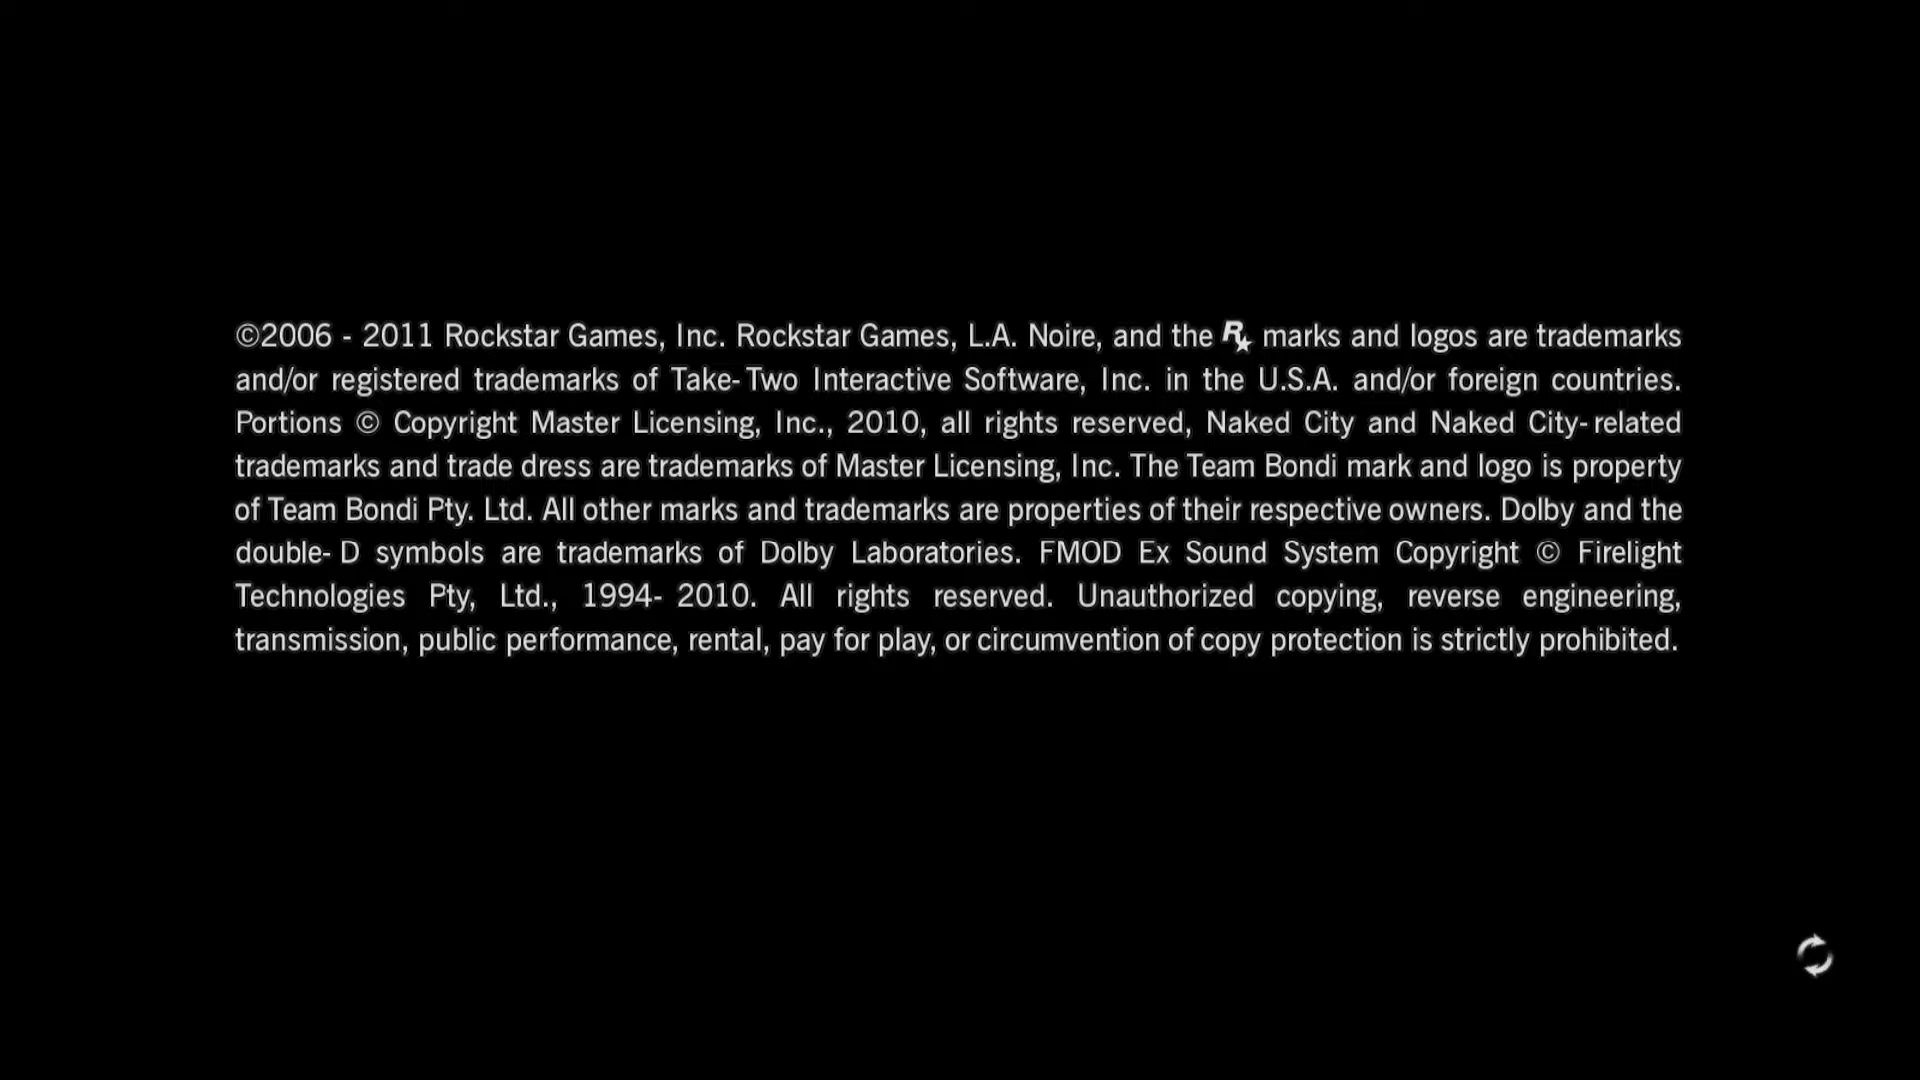 ©2006 - 2011 Rockstar Games, Inc. Rockstar Games, L.A. Noire, and the R★ marks and logos are trademarks
and/or registered trademarks of Take-Two Interactive Software, Inc. in the U.S.A. and/or foreign countries.
Portions © Copyright Master Licensing, Inc., 2010, all rights reserved, Naked City and Naked City-related
trademarks and trade dress are trademarks of Master Licensing, Inc. The Team Bondi mark and logo is property
of Team Bondi Pty. Ltd. All other marks and trademarks are properties of their respective owners. Dolby and the
double-D symbols are trademarks of Dolby Laboratories. FMOD Ex Sound System Copyright © Firelight
Technologies Pty, Ltd., 1994- 2010. All rights reserved. Unauthorized copying, reverse engineering,
transmission, public performance, rental, pay for play, or circumvention of copy protection is strictly prohibited.